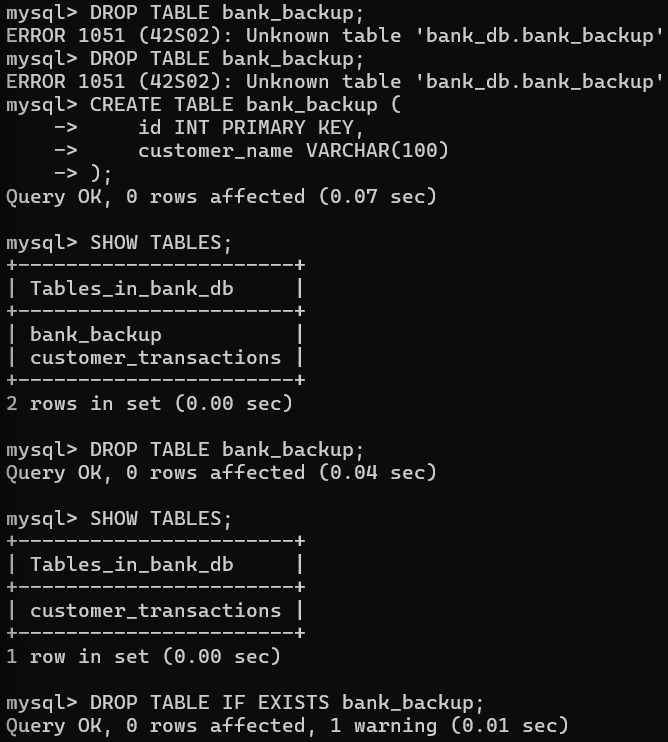 mysql> DROP TABLE bank_backup;
ERROR 1051 (42S02): Unknown table 'bank_db.bank_backup'
mysql> DROP TABLE bank_backup;
ERROR 1051 (42S02): Unknown table 'bank_db.bank_backup'
mysql> CREATE TABLE bank_backup (
    ->     id INT PRIMARY KEY,
    ->     customer_name VARCHAR(100)
    -> );
Query OK, 0 rows affected (0.07 sec)

mysql> SHOW TABLES;
+-----------------------+
| Tables_in_bank_db     |
+-----------------------+
| bank_backup           |
| customer_transactions |
+-----------------------+
2 rows in set (0.00 sec)

mysql> DROP TABLE bank_backup;
Query OK, 0 rows affected (0.04 sec)

mysql> SHOW TABLES;
+-----------------------+
| Tables_in_bank_db     |
+-----------------------+
| customer_transactions |
+-----------------------+
1 row in set (0.00 sec)

mysql> DROP TABLE IF EXISTS bank_backup;
Query OK, 0 rows affected, 1 warning (0.01 sec)